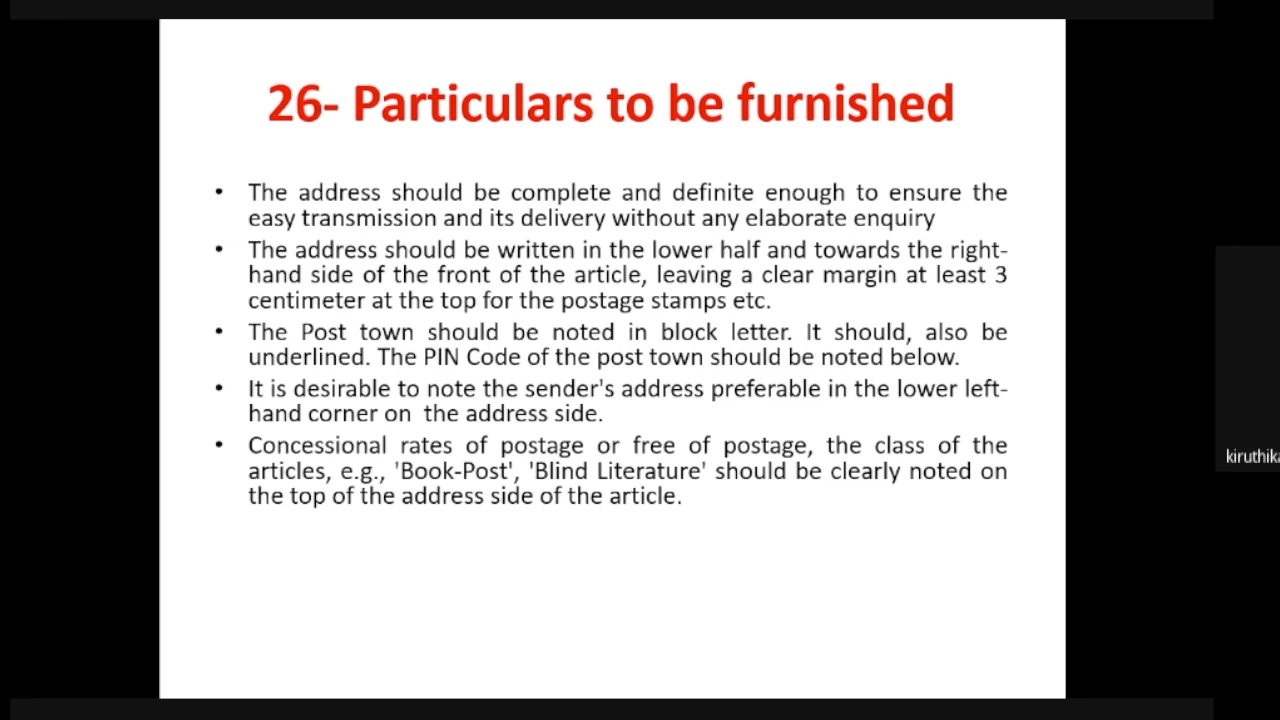 26- Particulars to be furnished
• The address should be complete and definite enough to ensure the
easy transmission and its delivery without any elaborate enquiry
• The address should be written in the lower half and towards the right-
hand side of the front of the article, leaving a clear margin at least 3
centimeter at the top for the postage stamps etc.
• The Post town should be noted in block letter. It should, also be
underlined. The PIN Code of the post town should be noted below.
• It is desirable to note the sender's address preferable in the lower left-
hand corner on the address side.
• Concessional rates of postage or free of postage, the class of the
articles, e.g., 'Book-Post', 'Blind Literature' should be clearly noted on
the top of the address side of the article.
kiruthika